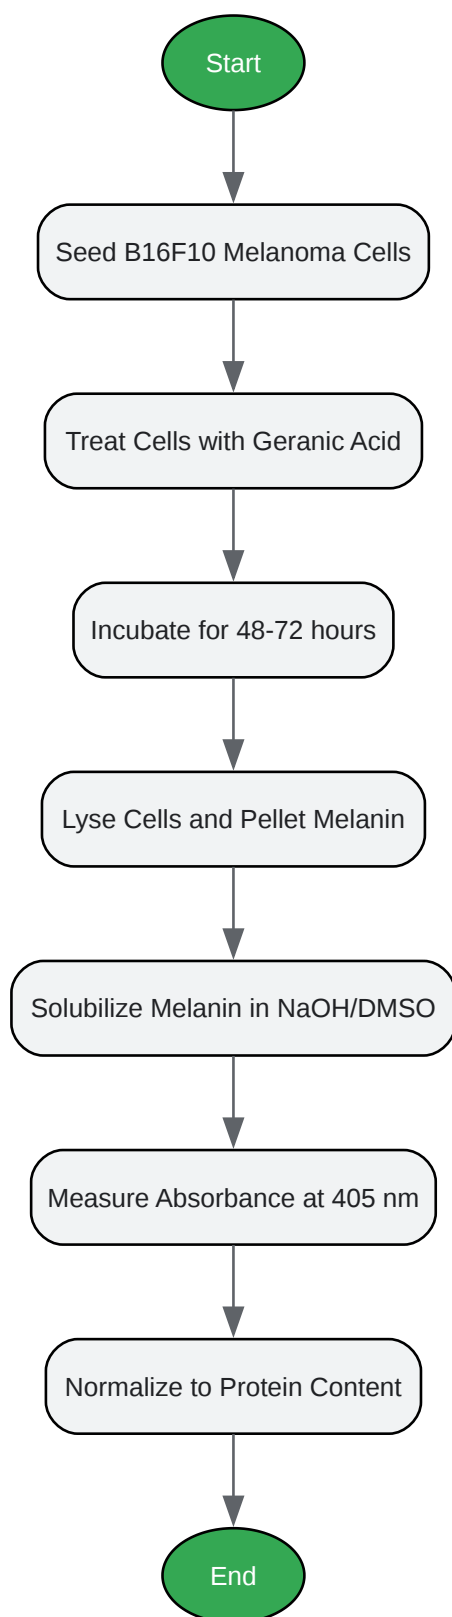 Start
Seed B16F10 Melanoma Cells
Treat Cells with Geranic Acid
Incubate for 48-72 hours
Lyse Cells and Pellet Melanin
Solubilize Melanin in NaOH/DMSO
Measure Absorbance at 405 nm
Normalize to Protein Content
End